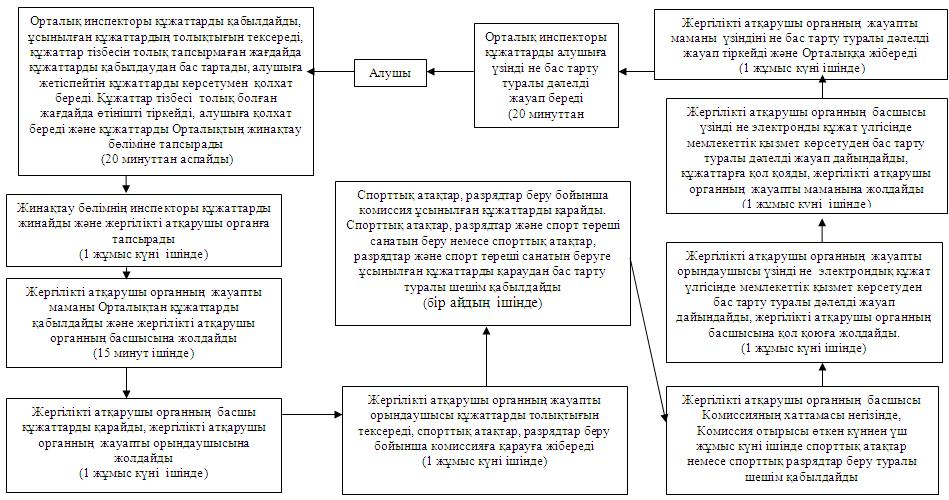 Орталық инспекторы құжаттарды қабылдайды,
ұсынылған құжаттардың толықтығын тексереді,
құжаттар тізбесін толық тапсырмаған жағдайда
құжаттарды қабылдаудан бас тартады, алушыға
жетіспейтін құжаттарды көрсетумен қолхат
береді. Құжаттар тізбесі толық болған
жағдайда өтінішті тіркейді, алушыға қолхат
береді және құжаттарды Орталықтың жинақтау
бөліміне тапсырады
(20 минуттан аспайды)
Алушы
Орталық инспекторы
құжаттарды алушыға
үзінді не бас тарту
туралы дәлелді
жауап береді
(20 минуттан
Жергілікті атқарушы органның жауапты
маманы үзіндіні не бас тарту туралы дәлелді
жауап тіркейді және Орталыққа жібереді
(1 жұмыс күні ішінде)
Жергілікті атқарушы органның басшысы
үзінді не электронды құжат үлгісінде
мемлекеттік қызмет көрсетуден бас тарту
туралы дәлелді жауап дайындайды,
құжаттарға қол қояды, жергілікті атқарушы
органның жауапты маманына жолдайды
(1 жұмыс күні ішінде)
Жинақтау бөлімнің инспекторы құжаттарды
жинайды және жергілікті атқарушы органға
тапсырады
(1 жұмыс күні ішінде)
Спорттық атақтар, разрядтар беру бойынша
комиссия ұсынылған құжаттарды қарайды.
Спорттық атақтар, разрядтар және спорт төреші
санатын беру немесе спорттық атақтар,
разрядтар және спорт төреші санатын беруге
ұсынылған құжаттарды қараудан бас тарту
туралы шешім қабылдайды
(бір айдың ішінде)
Жергілікті атқарушы органның жауапты
орындаушысы үзінді не электрондық құжат
үлгісінде мемлекеттік қызмет көрсетуден
бас тарту туралы дәлелді жауап
дайындайды, жергілікті атқарушы органның
басшысына қол қоюға жолдайды.
(1 жұмыс күні ішінде)
Жергілікті атқарушы органның жауапты
маманы Орталықтан құжаттарды
қабылдайды және жергілікті атқарушы
органның басшысына жолдайды
(15 минут ішінде)
Жергілікті атқарушы органның басшы
құжаттарды қарайды, жергілікті атқарушы
органның жауапты орындаушысына
жолдайды
(1 жұмыс күні ішінде)
Жергілікті атқарушы органның жауапты
орындаушысы құжаттарды толықтығын
тексереді, спорттық атақтар, разрядтар беру
бойынша комиссияға қарауға жібереді
(1 жұмыс күні ішінде)
Жергілікті атқарушы органның басшысы
Комиссияның хаттамасы негізінде,
Комиссия отырысы өткен күннен үш
жұмыс күні ішінде спорттық атақтар
немесе спорттық разрядтар беру туралы
шешім қабылдайды